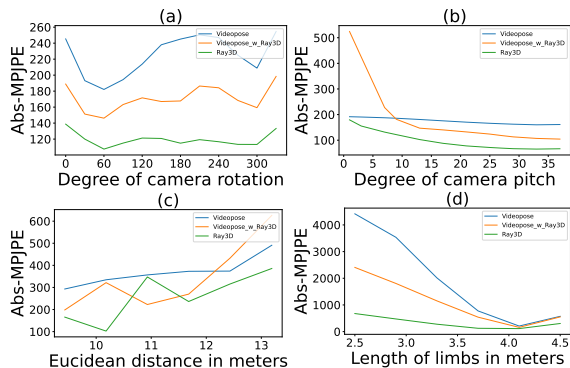 (a)
Abs-MPJPE
260
240
220
200
180
160
140
120
0 60 120 180 240 300
Degree of camera rotation
Videopose
Videopose_w_Ray3D
Ray3D
(b)
Abs-MPJPE
500
400
300
200
100
0 5 10 15 20 25 30 35
Degree of camera pitch
Videopose
Videopose_w_Ray3D
Ray3D
(c)
Abs-MPJPE
600
500
400
300
200
100
10 11 12 13
Eucidean distance in meters
Videopose
Videopose_w_Ray3D
Ray3D
(d)
Abs-MPJPE
4000
3000
2000
1000
0
2.5 3.0 3.5 4.0 4.5
Length of limbs in meters
Videopose
Videopose_w_Ray3D
Ray3D